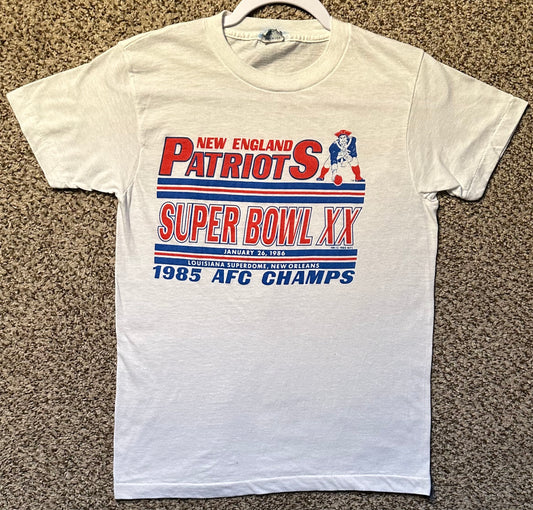 NEW ENGLAND
PATRIOTS
SUPER BOWL XX
JANUARY 26, 1986
LOUISIANA SUPERDOME, NEW ORLEANS
1985 AFC CHAMPS